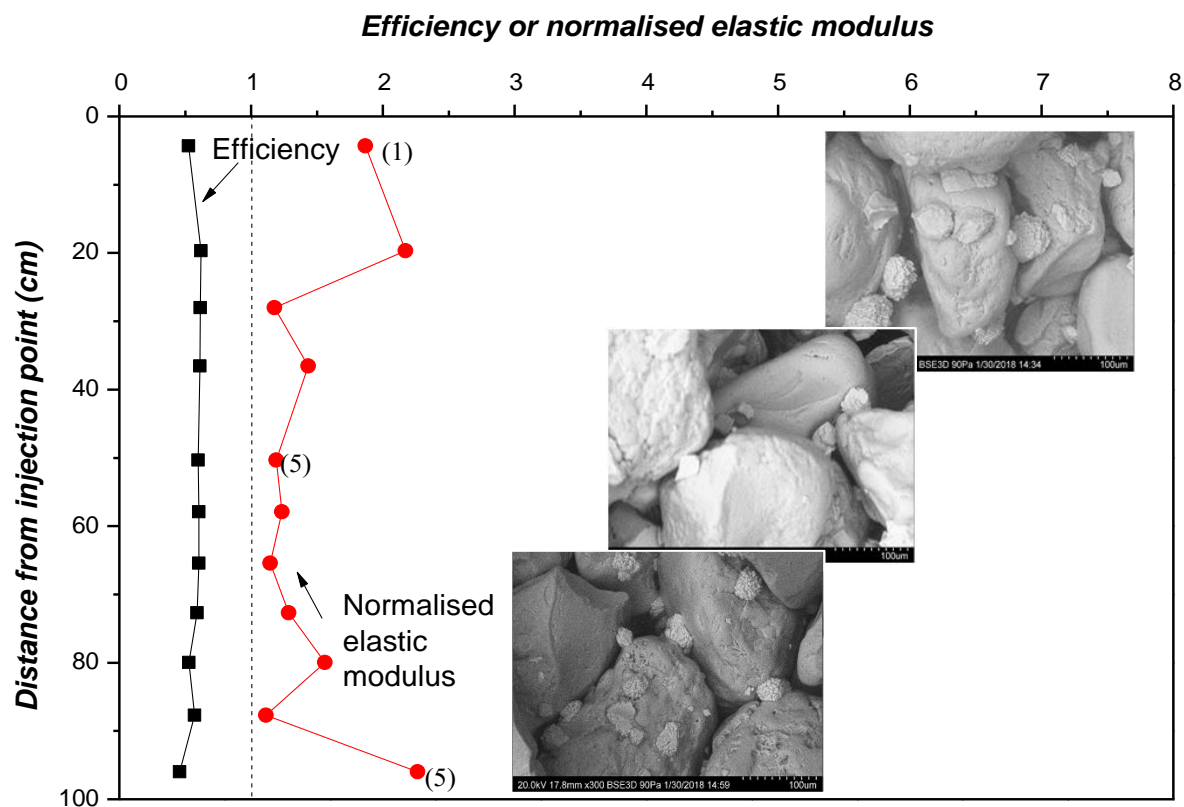 Efficiency or normalised elastic modulus
0 1 2 3 4 5 6 7 8
Distance from injection point (cm)
0
20
40
60
80
100
Efficiency
(1)
(5)
Normalised
elastic
modulus
(5)
BSE3D 90Pa 1/30/2018 14:34 100um
100um
20.0kV 17.8mm x300 BSE3D 90Pa 1/30/2018 14:59 100um